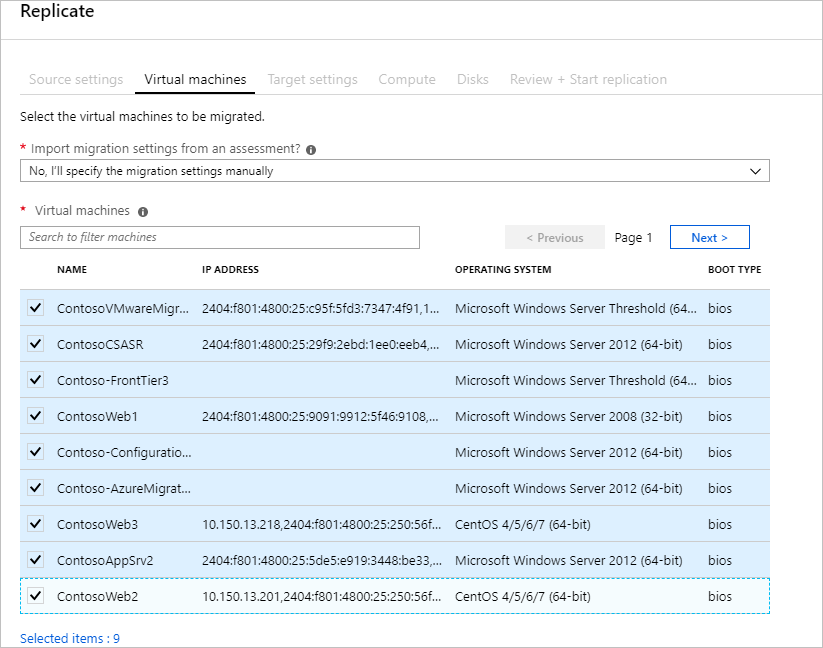 Replicate
Source settings Virtual machines Target settings Compute Disks Review + Start replication
Select the virtual machines to be migrated.
* Import migration settings from an assessment?
No, I'll specify the migration settings manually
* Virtual machines
Search to filter machines
< Previous Page 1 Next >
NAME IP ADDRESS OPERATING SYSTEM BOOT TYPE
ContosoVMwareMigr... 2404:f801:4800:25:c95f:5fd3:7347:4f91,1... Microsoft Windows Server Threshold (64... bios
ContosoCSASR 2404:f801:4800:25:29f9:2ebd:1ee0:eeb4,... Microsoft Windows Server 2012 (64-bit) bios
Contoso-FrontTier3 Microsoft Windows Server Threshold (64... bios
ContosoWeb1 2404:f801:4800:25:9091:9912:5f46:9108,... Microsoft Windows Server 2008 (32-bit) bios
Contoso-Configuratio... Microsoft Windows Server 2012 (64-bit) bios
Contoso-AzureMigrat... Microsoft Windows Server 2012 (64-bit) bios
ContosoWeb3 10.150.13.218,2404:f801:4800:25:250:56f... CentOS 4/5/6/7 (64-bit) bios
ContosoAppSrv2 2404:f801:4800:25:5de5:e919:3448:be33,... Microsoft Windows Server 2012 (64-bit) bios
ContosoWeb2 10.150.13.201,2404:f801:4800:25:250:56f... CentOS 4/5/6/7 (64-bit) bios
Selected items : 9